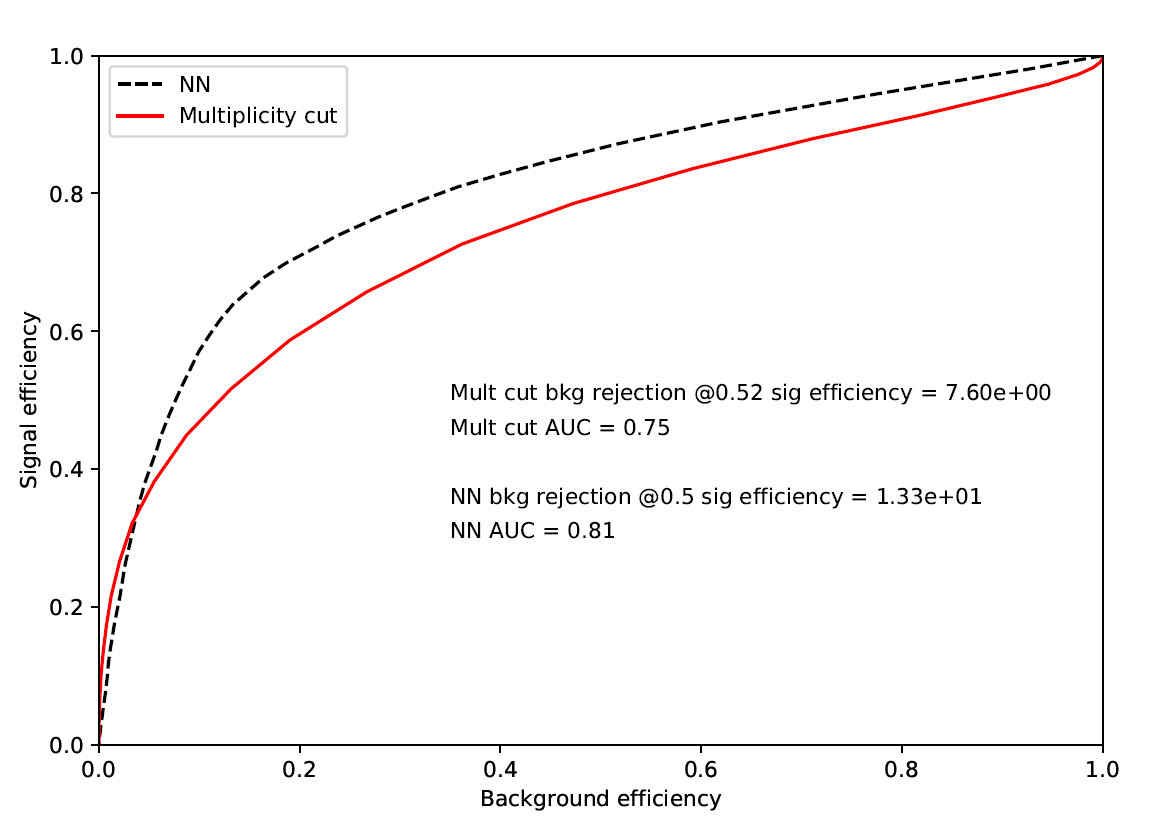 1.0
0.8
0.6
0.4
0.2
0.0
Signal efficiency
NN
Multiplicity cut
Mult cut bkg rejection @0.52 sig efficiency = 7.60e+00
Mult cut AUC = 0.75
NN bkg rejection @0.5 sig efficiency = 1.33e+01
NN AUC = 0.81
0.0 0.2 0.4 0.6 0.8 1.0
Background efficiency